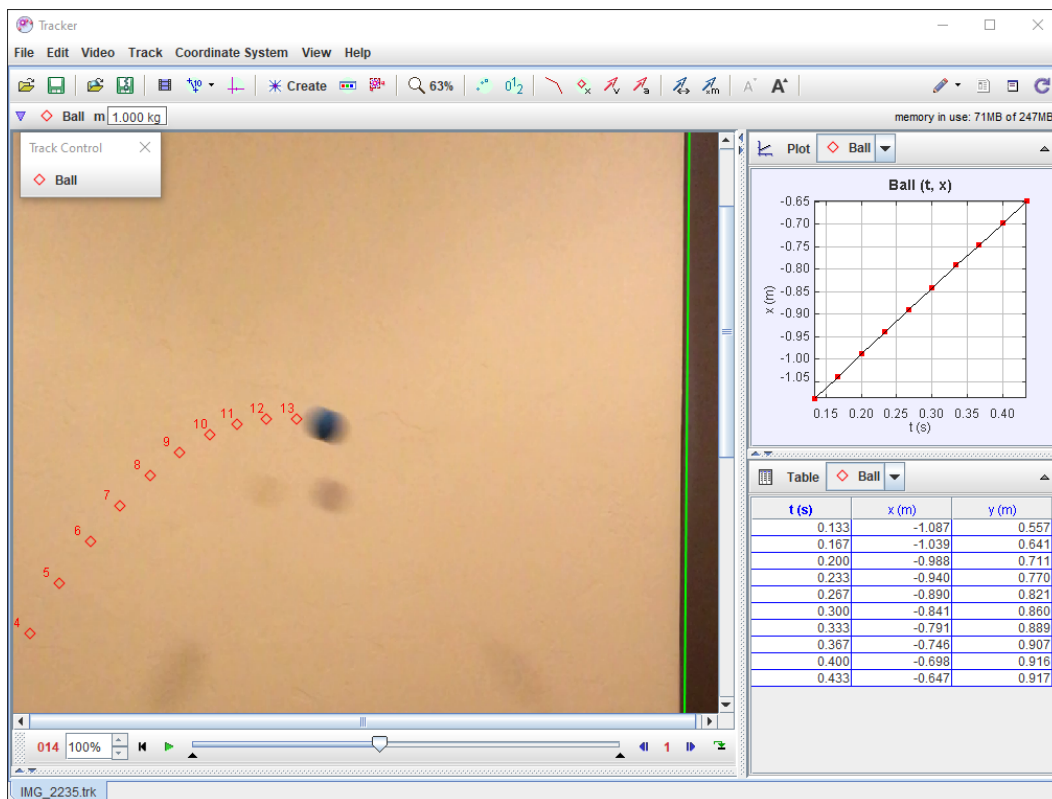 Tracker
File Edit Video Track Coordinate System View Help
Create 63%
Ball m 1.000 kg
memory in use: 71MB of 247MB
Track Control
Ball
4
5
6
7
8
9
10
11
12
13
Plot Ball
Ball (t, x)
-0.65
-0.70
-0.75
-0.80
-0.85
-0.90
-0.95
-1.00
-1.05
x (m)
0.15 0.20 0.25 0.30 0.35 0.40
t (s)
Table Ball
t (s) x (m) y (m)
0.133 -1.087 0.557
0.167 -1.039 0.641
0.200 -0.988 0.711
0.233 -0.940 0.770
0.267 -0.890 0.821
0.300 -0.841 0.860
0.333 -0.791 0.889
0.367 -0.746 0.907
0.400 -0.698 0.916
0.433 -0.647 0.917
014 100% 1
IMG_2235.trk